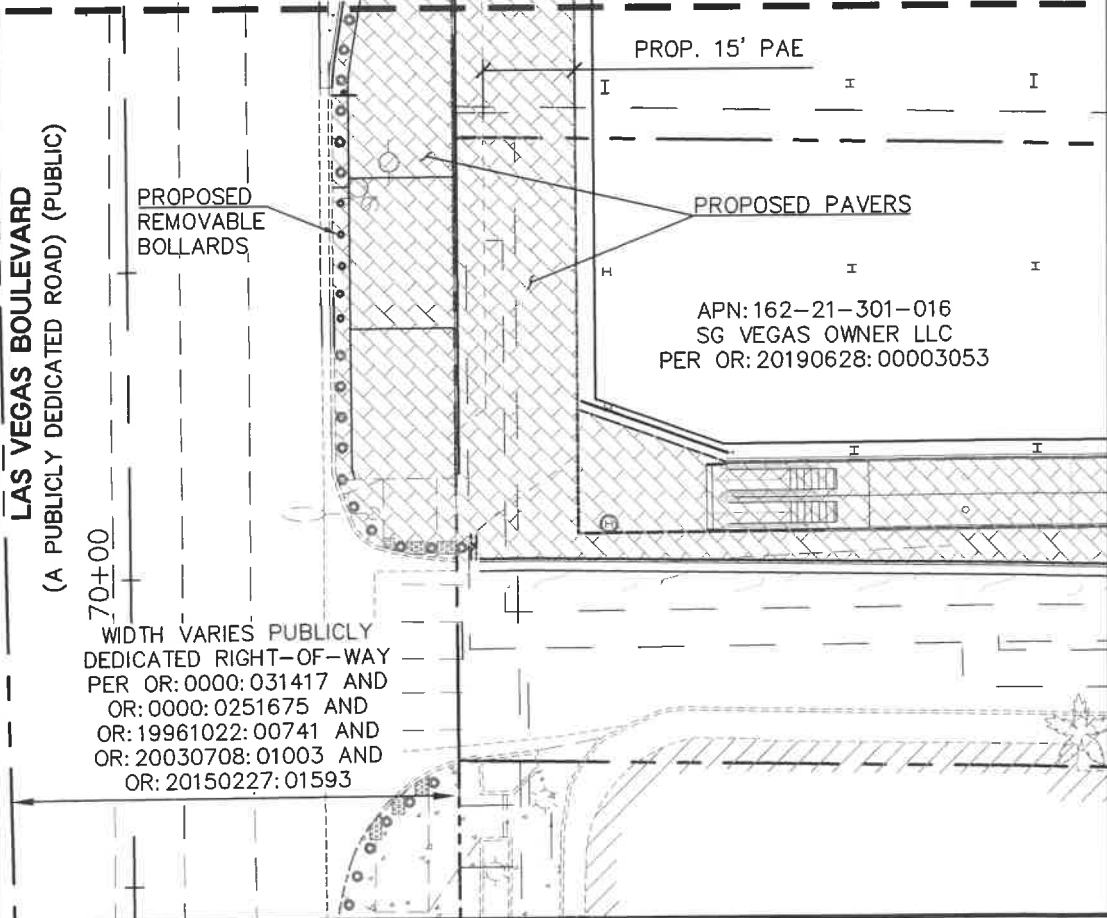 PROP. 15' PAE
PROPOSED
REMOVABLE
BOLLARDS
PROPOSED PAVERS
LAS VEGAS BOULEVARD
(A PUBLICLY DEDICATED ROAD) (PUBLIC)
APN: 162-21-301-016
SG VEGAS OWNER LLC
PER OR: 20190628: 00003053
70+00
WIDTH VARIES PUBLICLY
DEDICATED RIGHT-OF-WAY
PER OR: 0000: 031417 AND
OR: 0000: 0251675 AND
OR: 19961022: 00741 AND
OR: 20030708: 01003 AND
OR: 20150227: 01593
H